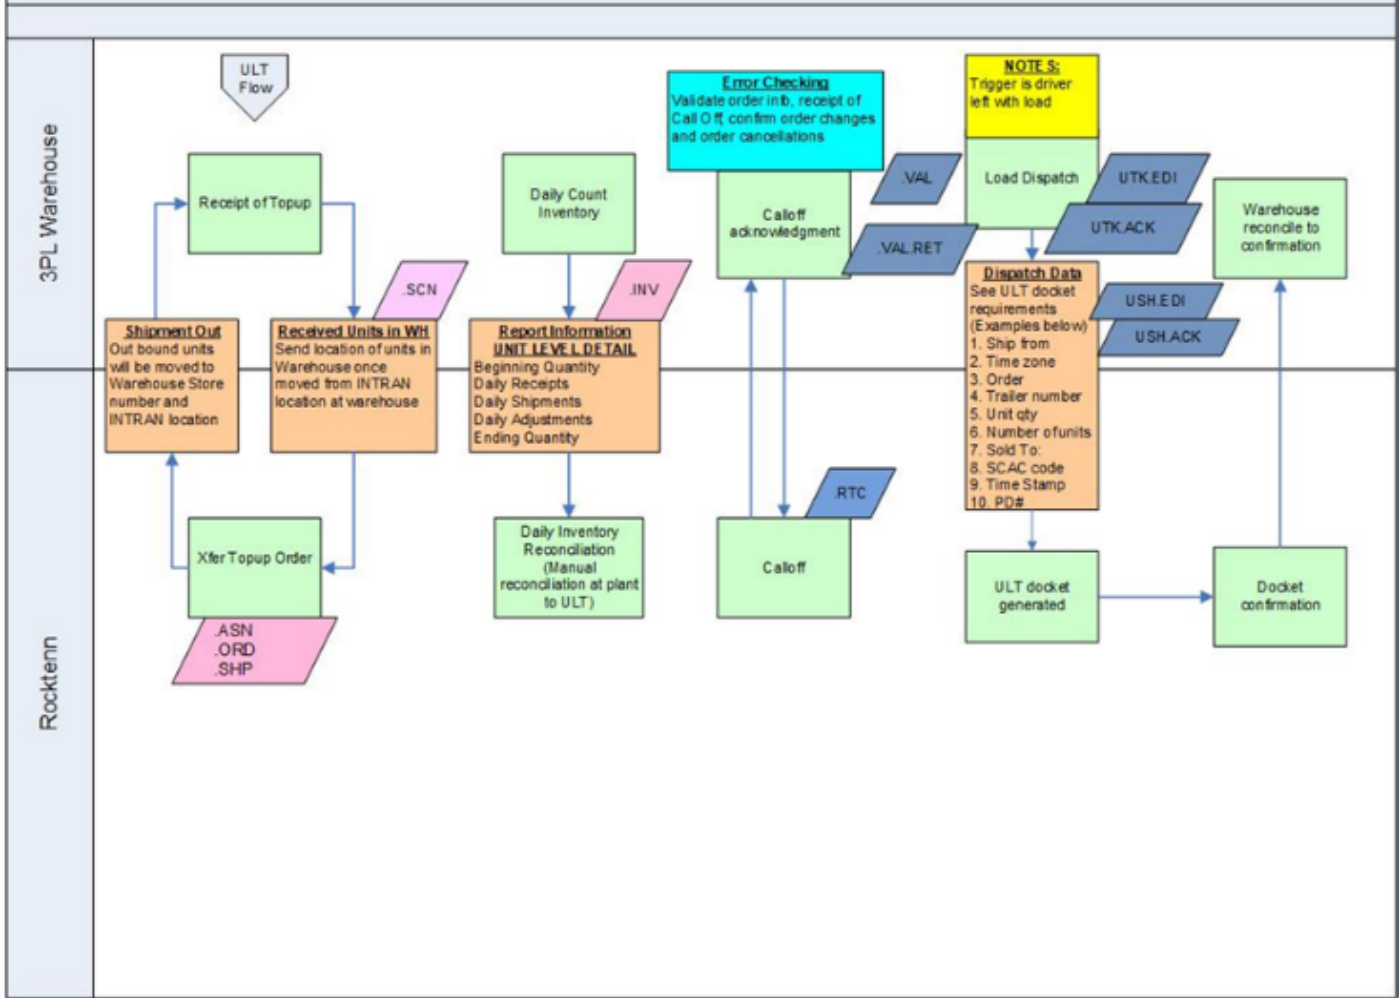 3PL Warehouse
ULT
Flow
Receipt of Topup
.SCN
Shipment Out
Out bound units
will be moved to
Warehouse Store
number and
INTRAN location
Received Units in WH
Send location of units in
Warehouse once
moved from INTRAN
location at warehouse
Daily Count
Inventory
.INV
Report Information
UNIT LEVEL DETAIL
Beginning Quantity
Daily Receipts
Daily Shipments
Daily Adjustments
Ending Quantity
Error Checking
Validate order info, receipt of
Call Off, confirm order changes
and order cancellations
Calloff
acknowledgment
.VAL
.VAL.RET
NOTES:
Trigger is driver
left with load
Load Dispatch
UTK.EDI
UTK.ACK
Dispatch Data
See ULT docket
requirements
(Examples below)
1. Ship from
2. Time zone
3. Order
4. Trailer number
5. Unit qty
6. Number of units
7. Sold To:
8. SCAC code
9. Time Stamp
10. PD#
USH.EDI
USH.ACK
Warehouse
reconcile to
confirmation
Rocktenn
Xfer Topup Order
.ASN
.ORD
.SHP
Daily Inventory
Reconciliation
(Manual
reconciliation at plant
to ULT)
.RTC
Calloff
ULT docket
generated
Docket
confirmation